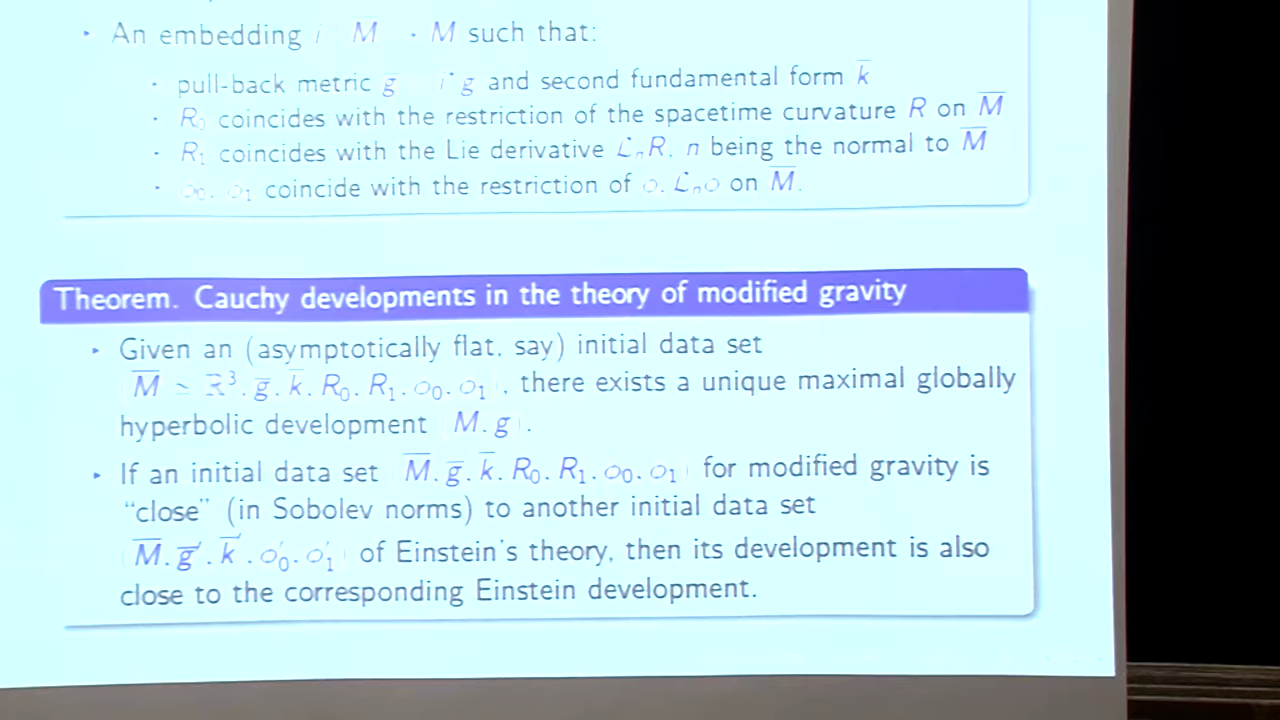 An embedding i M̅ · M such that:
pull-back metric g̅ i*g and second fundamental form k̅
R₀ coincides with the restriction of the spacetime curvature R on M̅
R₁ coincides with the Lie derivative ℒₙR, n being the normal to M̅
coincide with the restriction of on M̅.
Theorem. Cauchy developments in the theory of modified gravity
Given an (asymptotically flat, say) initial data set
M̅ ≃ ℝ³. g̅. k̅. R₀. R₁. , there exists a unique maximal globally
hyperbolic development M. g .
If an initial data set M̅. g̅. k̅. R₀. R₁. for modified gravity is
“close” (in Sobolev norms) to another initial data set
M̅. g̅′. k̅′. of Einstein's theory, then its development is also
close to the corresponding Einstein development.